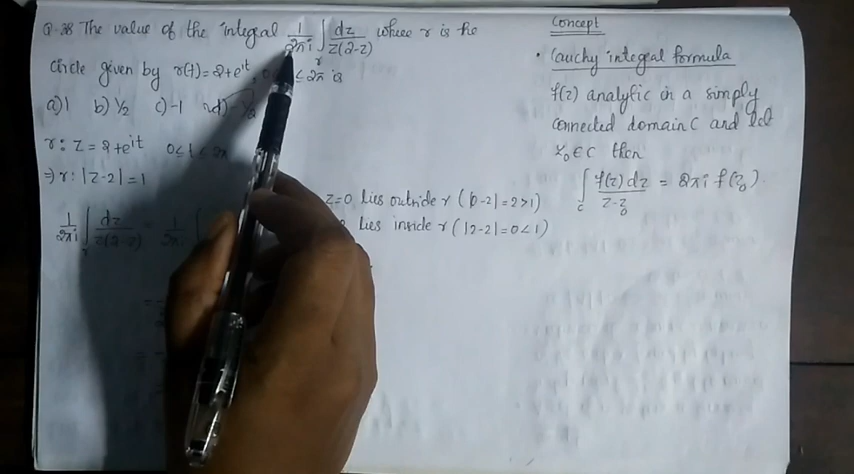 Q.38 The value of the integral 1/2πi ∫ dz/z(2-z) where r is the
circle given by r(t)=2+e^it, 0 ≤ 2π is
a) 1 b) 1/2 c) -1 d) -1/2
r: z = 2+e^it 0≤t≤2π
⇒ r: |z-2|=1
z=0 lies outside r (|0-2|=2>1)
lies inside r (|2-2|=0<1)
1/2πi ∫ dz/z(2-z) = 1/2πi ∫
=
=
Concept
• Cauchy integral formula
f(z) analytic in a simply
connected domain C and let
z₀ ∈ C then
∫c f(z)dz/z-z₀ = 2πi f(z₀).